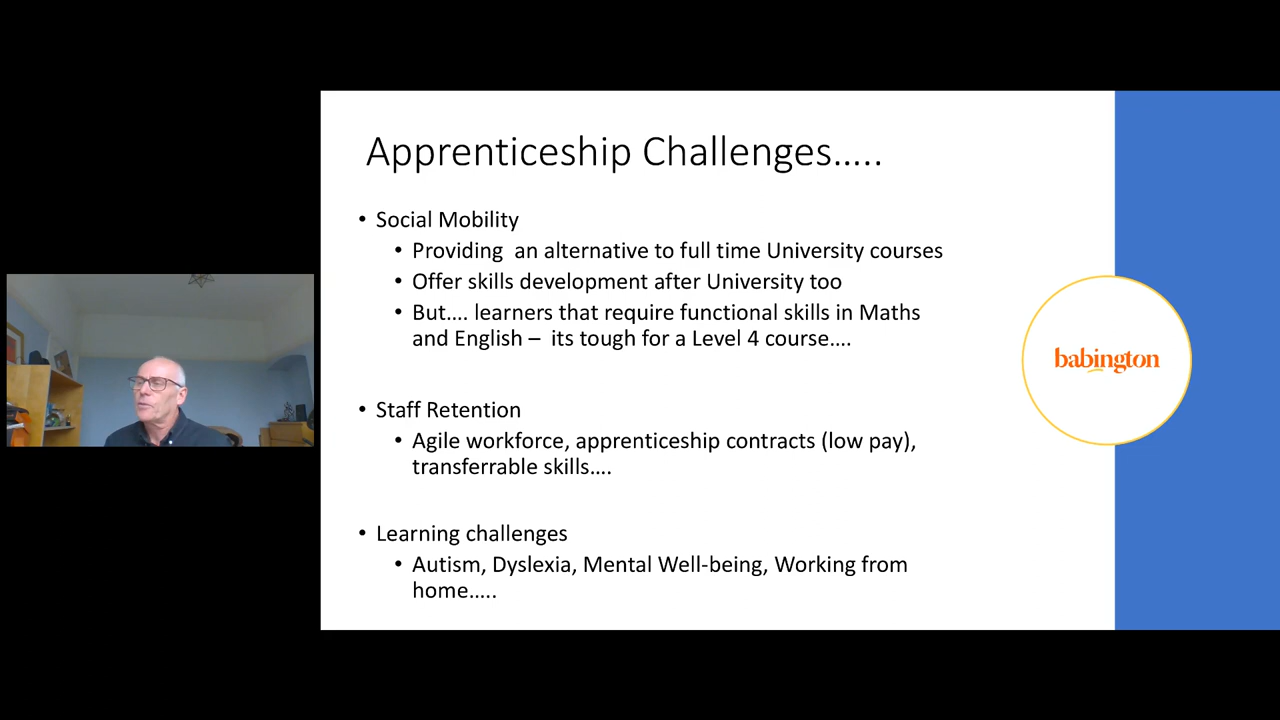 Apprenticeship Challenges.....
• Social Mobility
• Providing  an alternative to full time University courses
• Offer skills development after University too
• But.... learners that require functional skills in Maths
and English –  its tough for a Level 4 course....
• Staff Retention
• Agile workforce, apprenticeship contracts (low pay),
transferrable skills....
• Learning challenges
• Autism, Dyslexia, Mental Well-being, Working from
home.....
babington